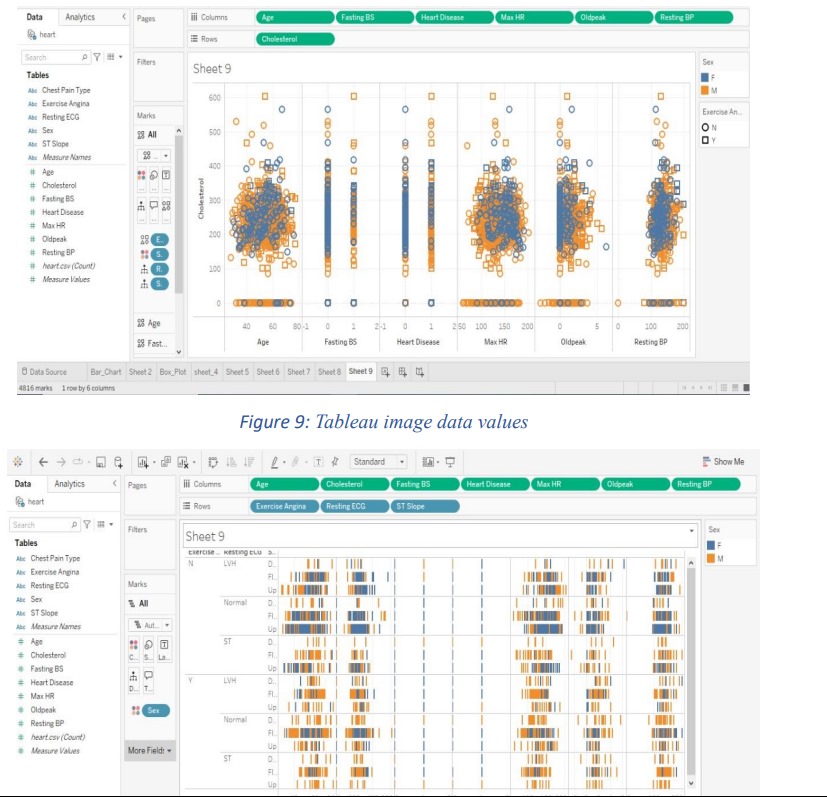 Data Analytics < Pages Columns Age Fasting BS Heart Disease Max HR Oldpeak Resting BP
heart Rows Cholesterol
Search Filters Sheet 9 Sex
Tables F
Abc Chest Pain Type M
Abc Exercise Angina Marks Exercise An...
Abc Resting ECG All N
Abc Sex Y
Abc ST Slope
Abc Measure Names
# Age
# Cholesterol
# Fasting BS
# Heart Disease
# Max HR
# Oldpeak
# Resting BP
# heart.csv (Count)
# Measure Values
E..
S.
R.
S.
Age
Fast...
Cholesterol
600
500
400
300
200
100
0
40 60 80 -1 0 1 2 -1 0 1 2 50 100 150 200 0 5 0 100 200
Age Fasting BS Heart Disease Max HR Oldpeak Resting BP
Data Source Bar_Chart Sheet 2 Box_Plot sheet_4 Sheet 5 Sheet 6 Sheet 7 Sheet 8 Sheet 9
4816 marks 1 row by 6 columns
Figure 9: Tableau image data values
Standard Show Me
Data Analytics < Pages Columns Age Cholesterol Fasting BS Heart Disease Max HR Oldpeak Resting BP
heart Rows Exercise Angina Resting ECG ST Slope
Search Filters Sheet 9 Sex
Tables F
Abc Chest Pain Type M
Abc Exercise Angina
Abc Resting ECG Marks
Abc Sex All
Abc ST Slope Aut...
Abc Measure Names
# Age
# Cholesterol C... S... La...
# Fasting BS
# Heart Disease D... T...
# Max HR
# Oldpeak Sex
# Resting BP
# heart.csv (Count)
# Measure Values More Fields
Exercise... Resting ECG S...
N LVH D..
Fl..
Up
Normal D..
Fl..
Up
ST D..
Fl..
Up
Y LVH D..
Fl..
Up
Normal D..
Fl..
Up
ST D..
Fl..
Up